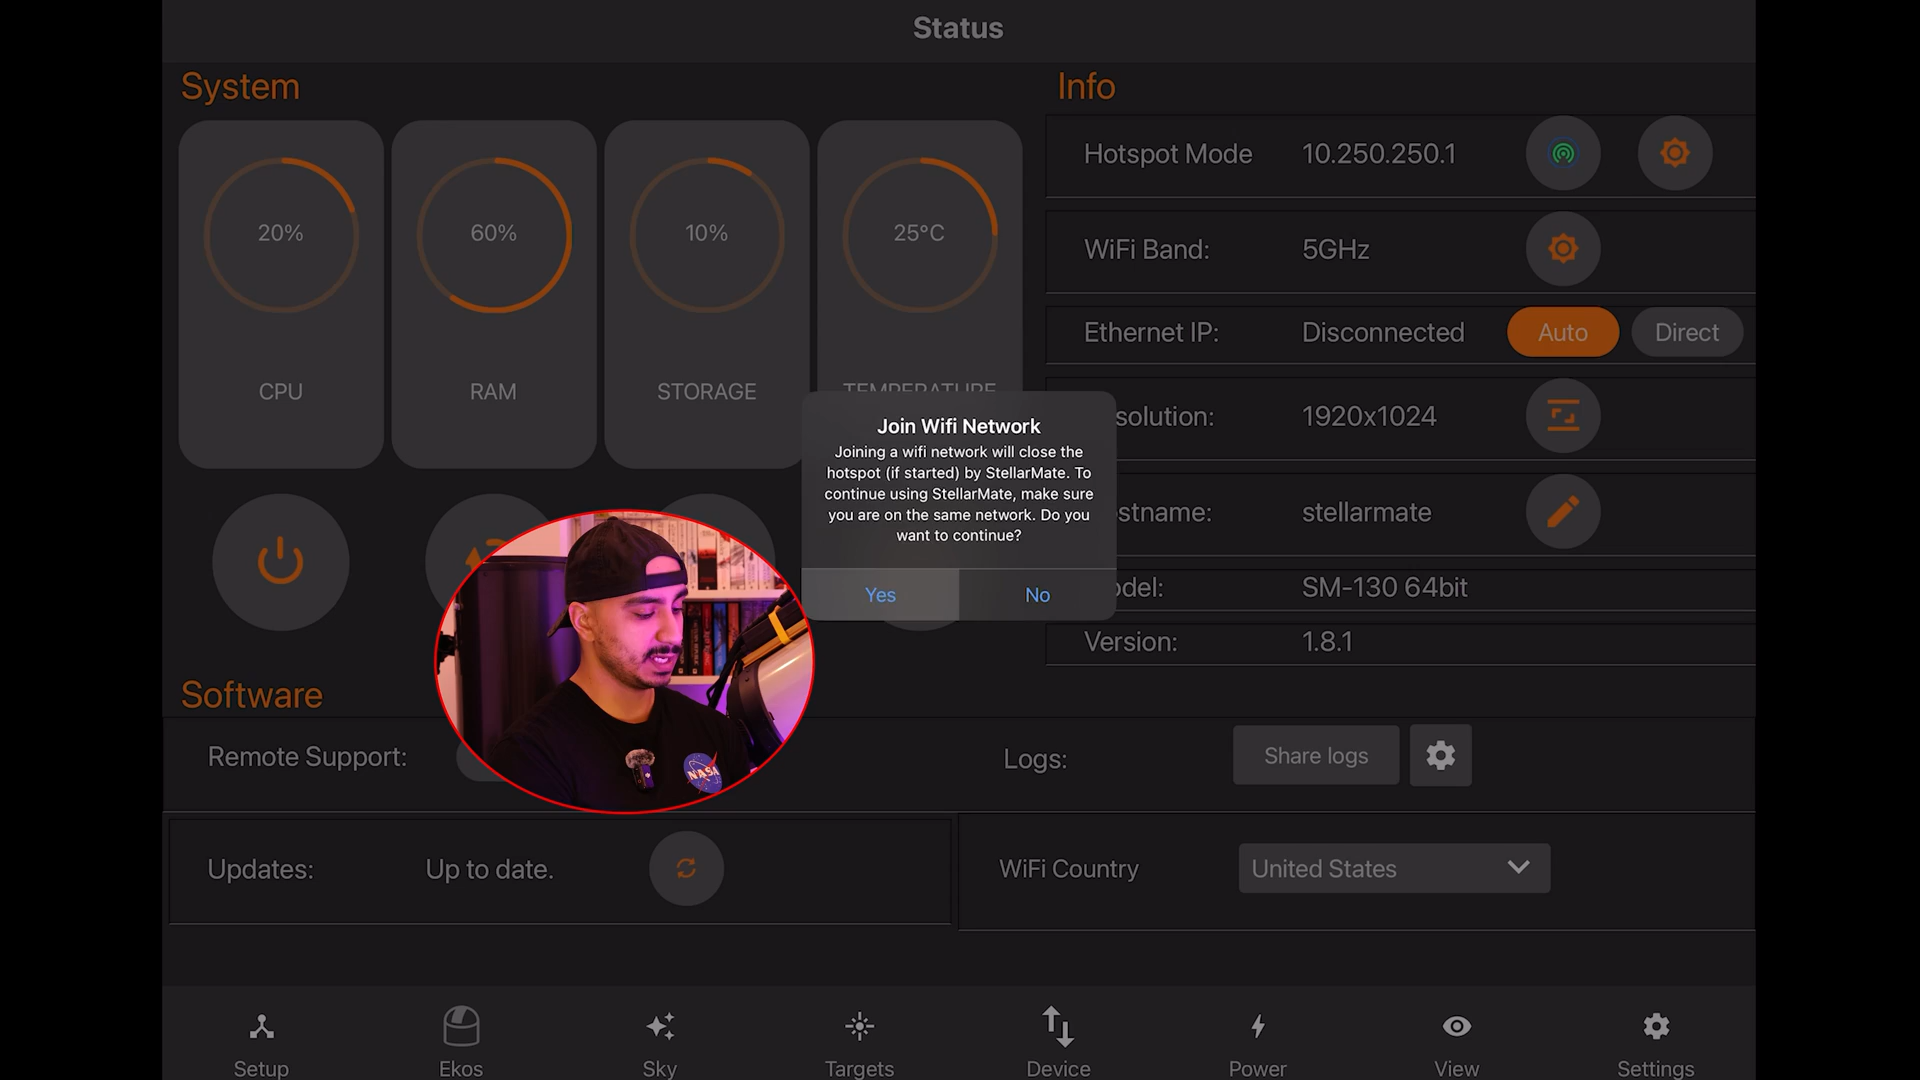 Status
System
Info
20%
60%
10%
25°C
CPU
RAM
STORAGE
TEMPERATURE
Hotspot Mode 10.250.250.1
WiFi Band: 5GHz
Ethernet IP: Disconnected Auto Direct
solution: 1920x1024
stname: stellarmate
del: SM-130 64bit
Version: 1.8.1
Join Wifi Network
Joining a wifi network will close the
hotspot (if started) by StellarMate. To
continue using StellarMate, make sure
you are on the same network. Do you
want to continue?
Yes No
Software
Remote Support:
NASA
Logs: Share logs
Updates: Up to date.
WiFi Country United States
Setup Ekos Sky Targets Device Power View Settings